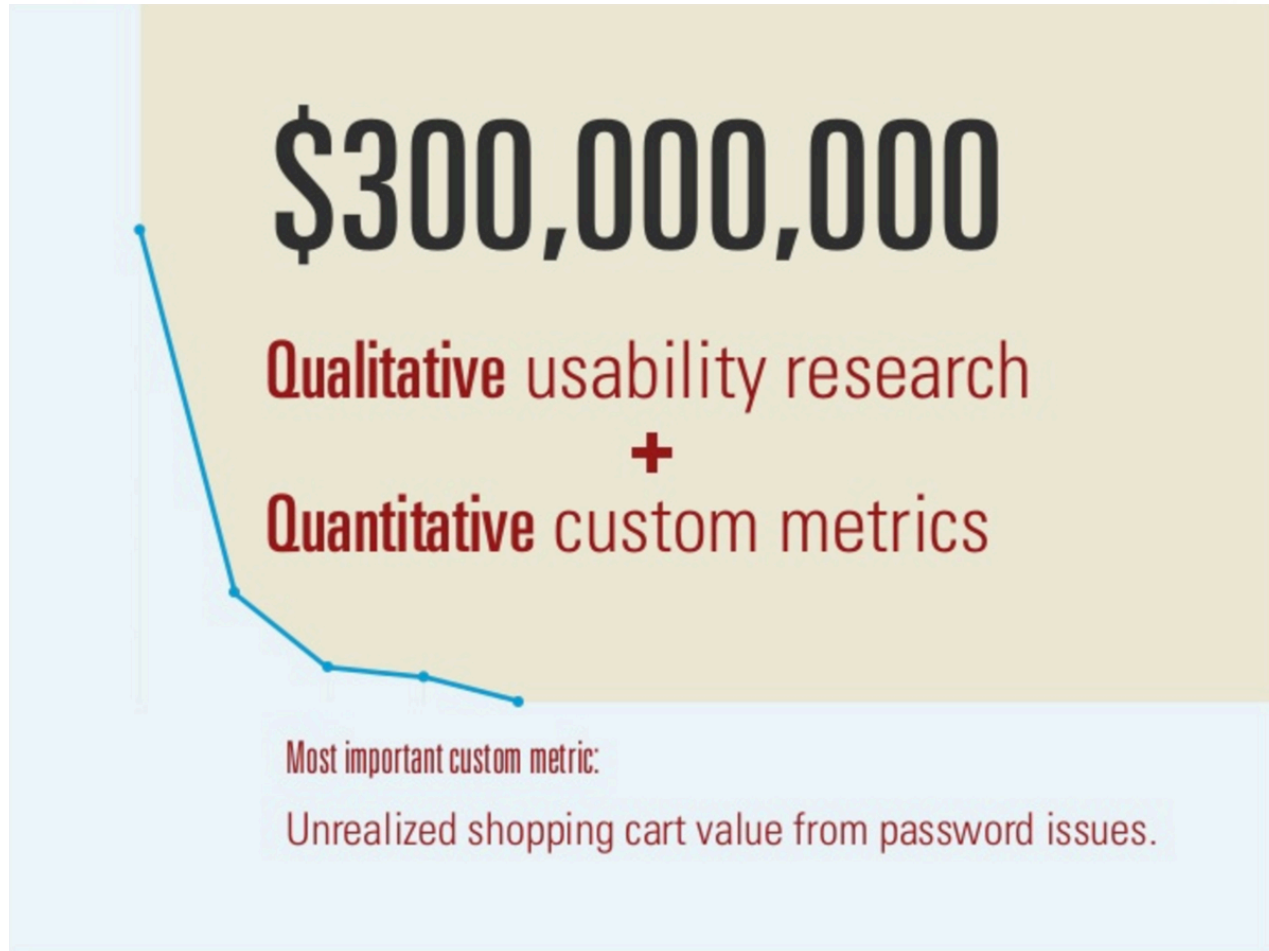 $300,000,000
Qualitative usability research
+
Quantitative custom metrics
Most important custom metric:
Unrealized shopping cart value from password issues.